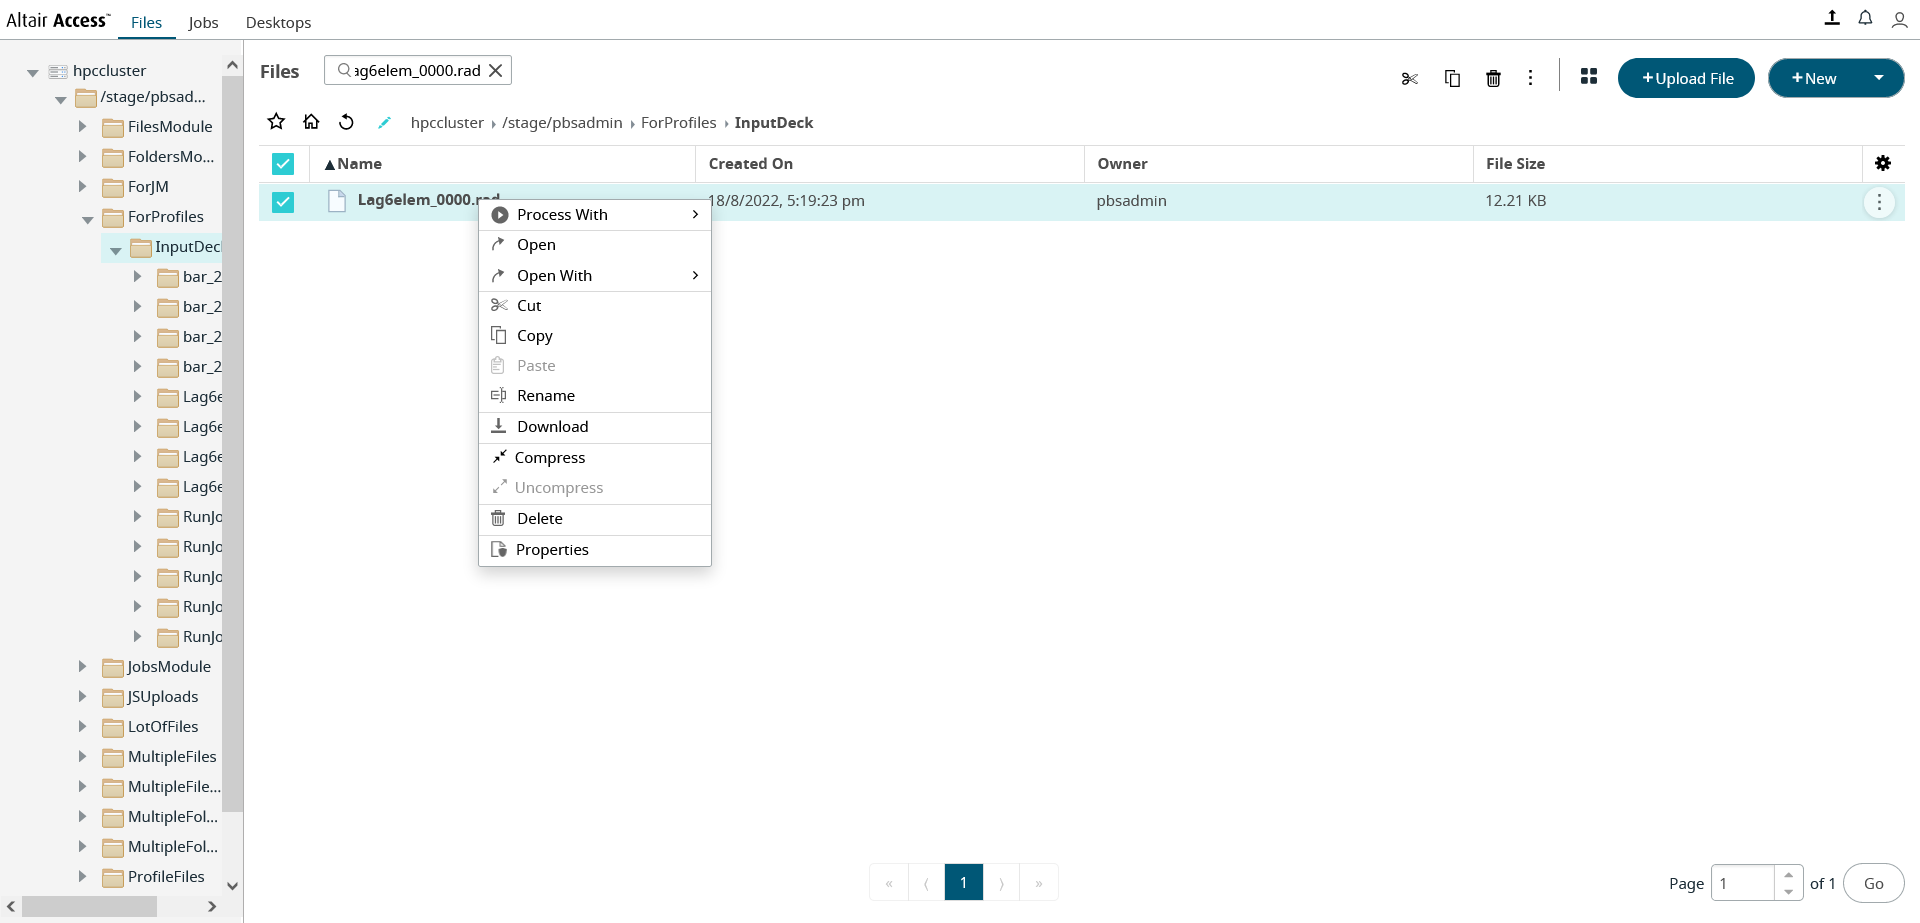 Altair Access™ Files Jobs Desktops
hpccluster
/stage/pbsad...
FilesModule
FoldersMo...
ForJM
ForProfiles
InputDec
bar_2
bar_2
bar_2
bar_2
Lag6e
Lag6e
Lag6e
Lag6e
RunJo
RunJo
RunJo
RunJo
RunJo
JobsModule
JSUploads
LotOfFiles
MultipleFiles
MultipleFile...
MultipleFol...
MultipleFol...
ProfileFiles
Files ag6elem_0000.rad
+Upload File +New
hpccluster › /stage/pbsadmin › ForProfiles › InputDeck
▲Name Created On Owner File Size
Lag6elem_0000.rad 18/8/2022, 5:19:23 pm pbsadmin 12.21 KB
Process With
Open
Open With
Cut
Copy
Paste
Rename
Download
Compress
Uncompress
Delete
Properties
« ⟨ 1 ⟩ » Page 1 of 1 Go